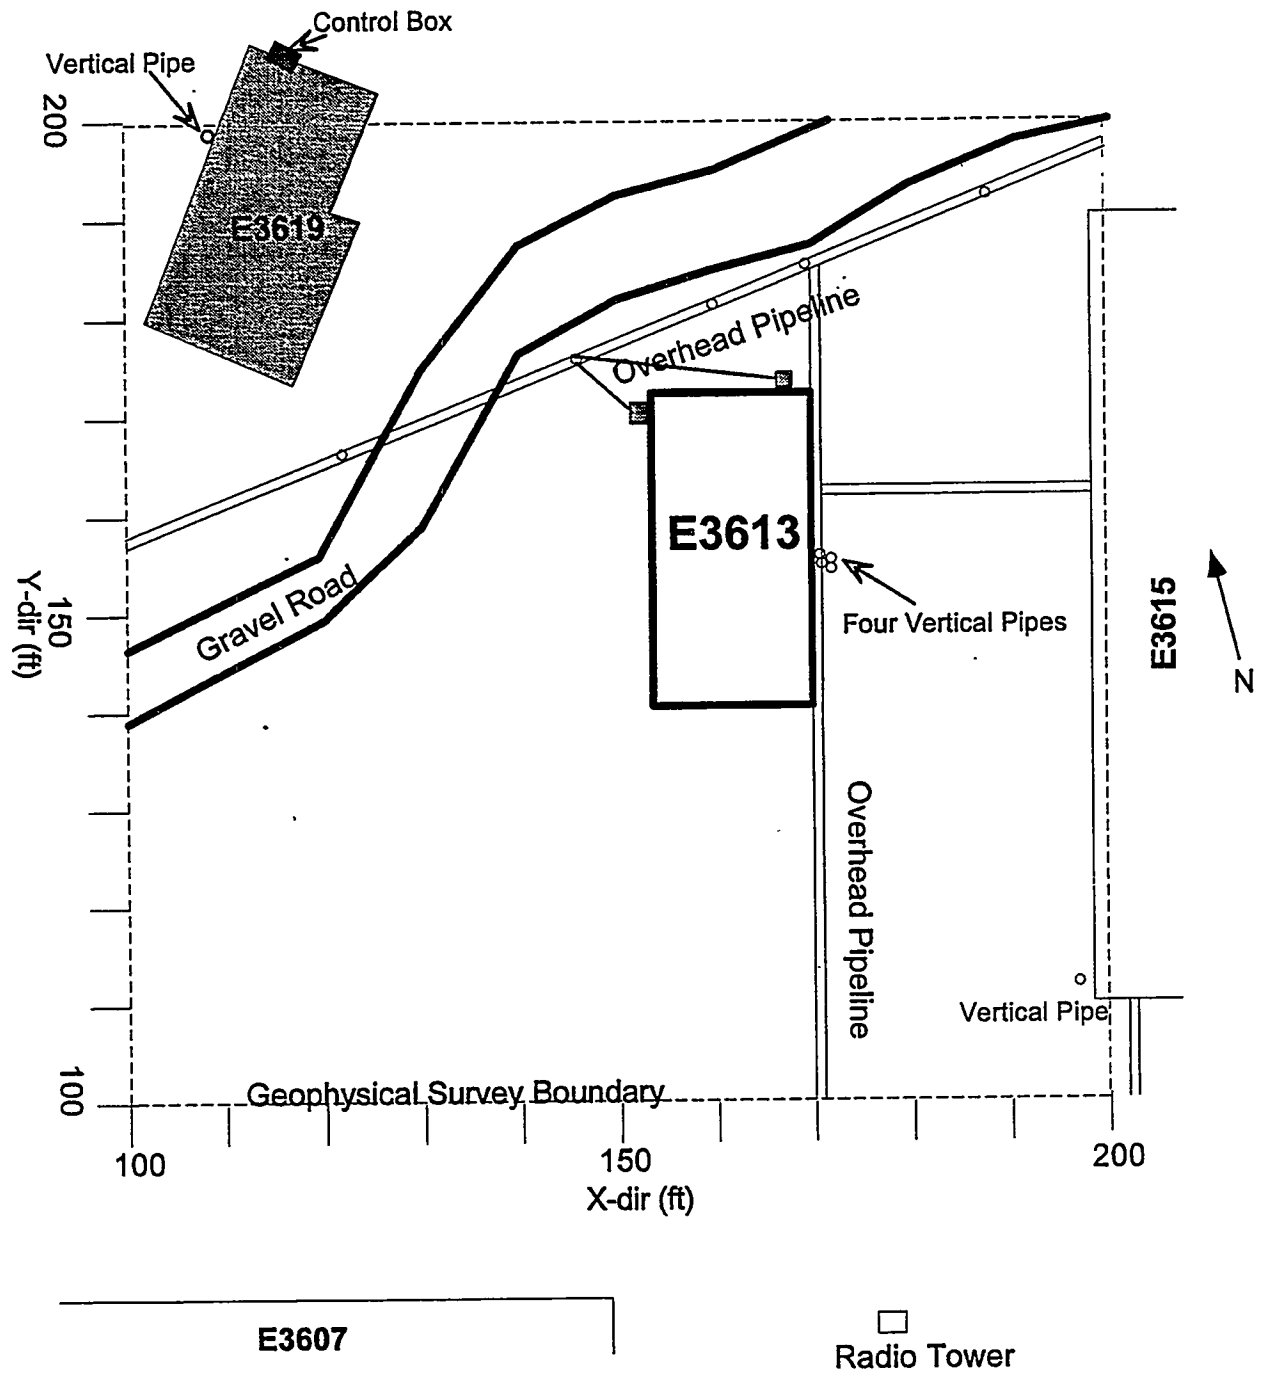 Control Box
Vertical Pipe
200
E3619
Overhead Pipeline
E3613
Gravel Road
Four Vertical Pipes
E3615
N
150
Y-dir (ft)
Overhead Pipeline
Vertical Pipe
100
Geophysical Survey Boundary
100
150
200
X-dir (ft)
E3607
Radio Tower